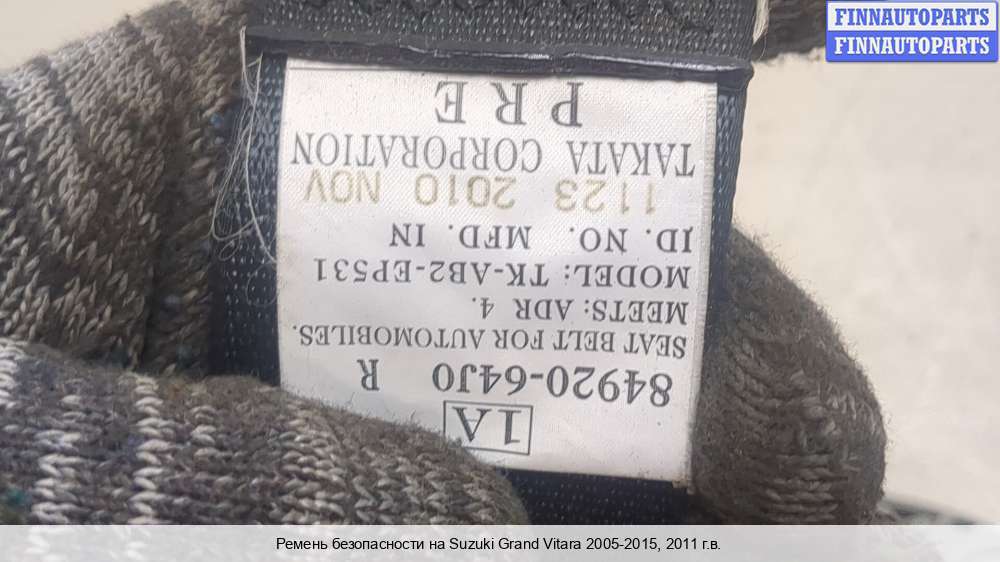 FINNAUTOPARTS
FINNAUTOPARTS
1A
84920-64J0 R
SEAT BELT FOR AUTOMOBILES.
MEETS: ADR 4.
MODEL: TK-AB2-EP531
ID. NO. MFD. IN
1123 2010 NOV
TAKATA CORPORATION
PRE
Ремень безопасности на Suzuki Grand Vitara 2005-2015, 2011 г.в.